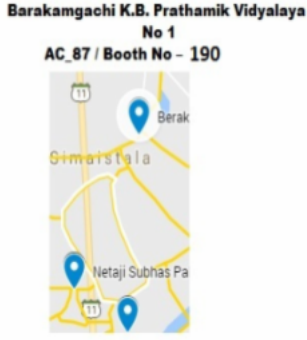 Barakamgachi K.B. Prathamik Vidyalaya
No 1
AC_87 / Booth No – 190
11
Berak
Simaistala
Netaji Subhas Pa
11